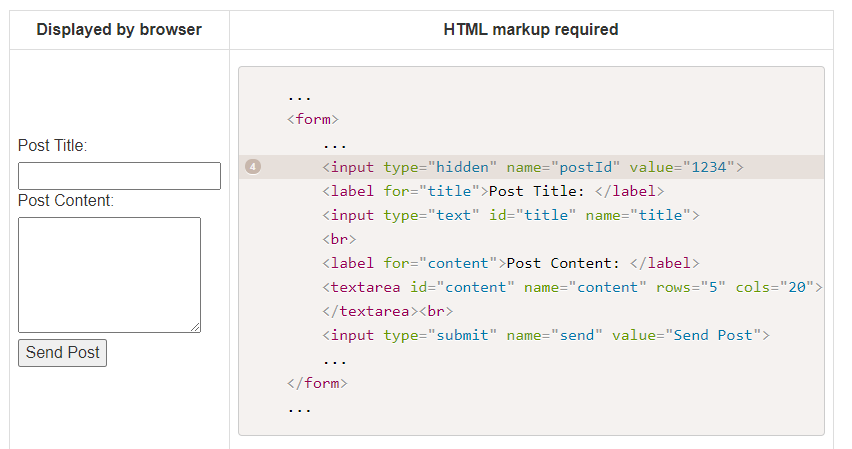 Displayed by browser
HTML markup required
Post Title:
Post Content:
Send Post
...
<form>
...
4
<input type="hidden" name="postId" value="1234">
<label for="title">Post Title: </label>
<input type="text" id="title" name="title">
<br>
<label for="content">Post Content: </label>
<textarea id="content" name="content" rows="5" cols="20">
</textarea><br>
<input type="submit" name="send" value="Send Post">
...
</form>
...